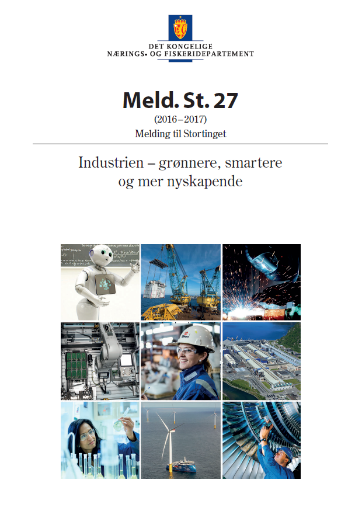 DET KONGELIGE
NÆRINGS- OG FISKERIDEPARTEMENT
Meld. St. 27
(2016–2017)
Melding til Stortinget
Industrien – grønnere, smartere
og mer nyskapende